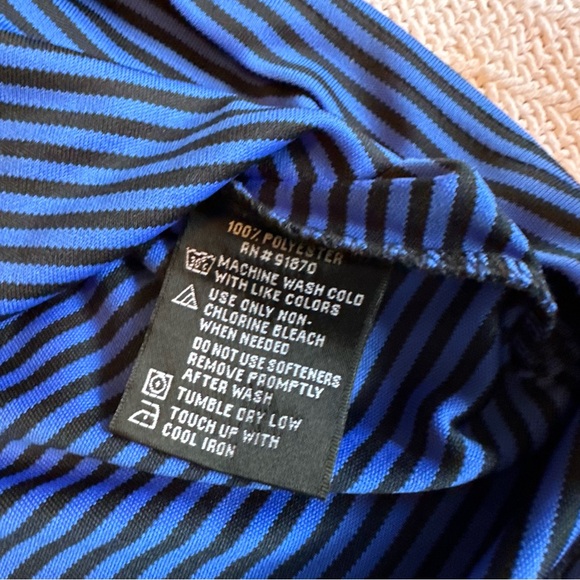 100% POLYESTER
RN# 91870
MACHINE WASH COLD
WITH LIKE COLORS
USE ONLY NON-
CHLORINE BLEACH
WHEN NEEDED
DO NOT USE SOFTENERS
REMOVE PROMPTLY
AFTER WASH
TUMBLE DRY LOW
TOUCH UP WITH
COOL IRON